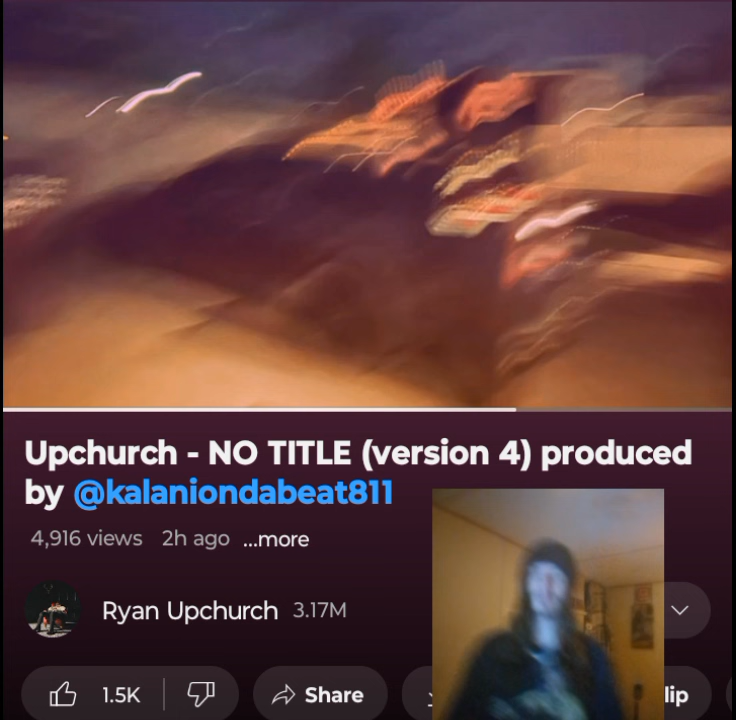 Upchurch - NO TITLE (version 4) produced
by @kalaniondabeat811
4,916 views 2h ago ...more
Ryan Upchurch 3.17M
1.5K Share lip